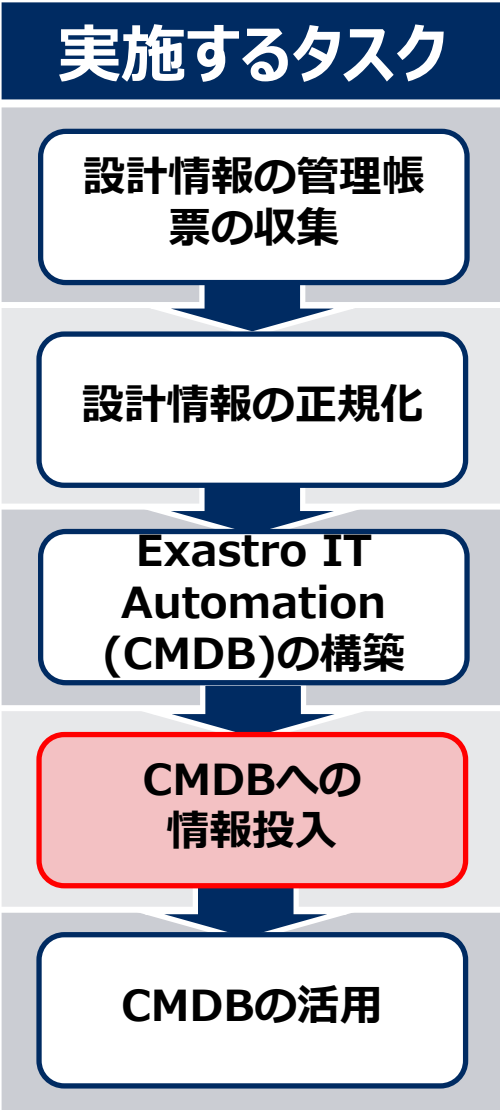 実施するタスク
設計情報の管理帳
票の収集
設計情報の正規化
Exastro IT
Automation
(CMDB)の構築
CMDBへの
情報投入
CMDBの活用